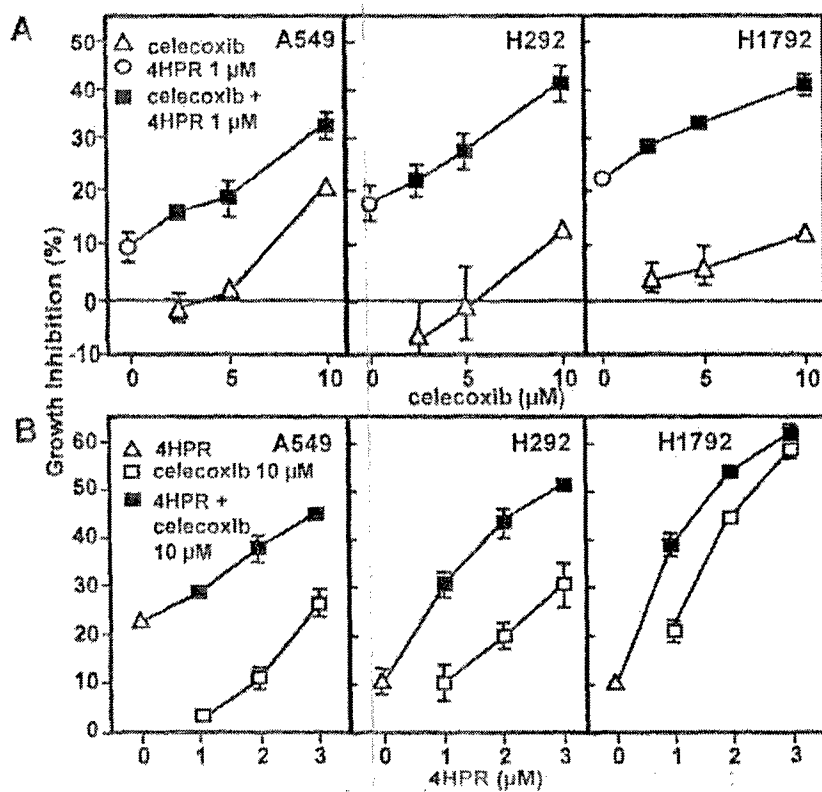 A
50
40
30
20
10
0
-10
celecoxib
4HPR 1 µM
celecoxib +
4HPR 1 µM
A549
H292
H1792
0 5 10 0 5 10 0 5 10
celecoxib (µM)
Growth Inhibition (%)
B
60
50
40
30
20
10
0
4HPR
celecoxib 10 µM
4HPR +
celecoxib
10 µM
A549
H292
H1792
0 1 2 3 0 1 2 3 0 1 2 3
4HPR (µM)